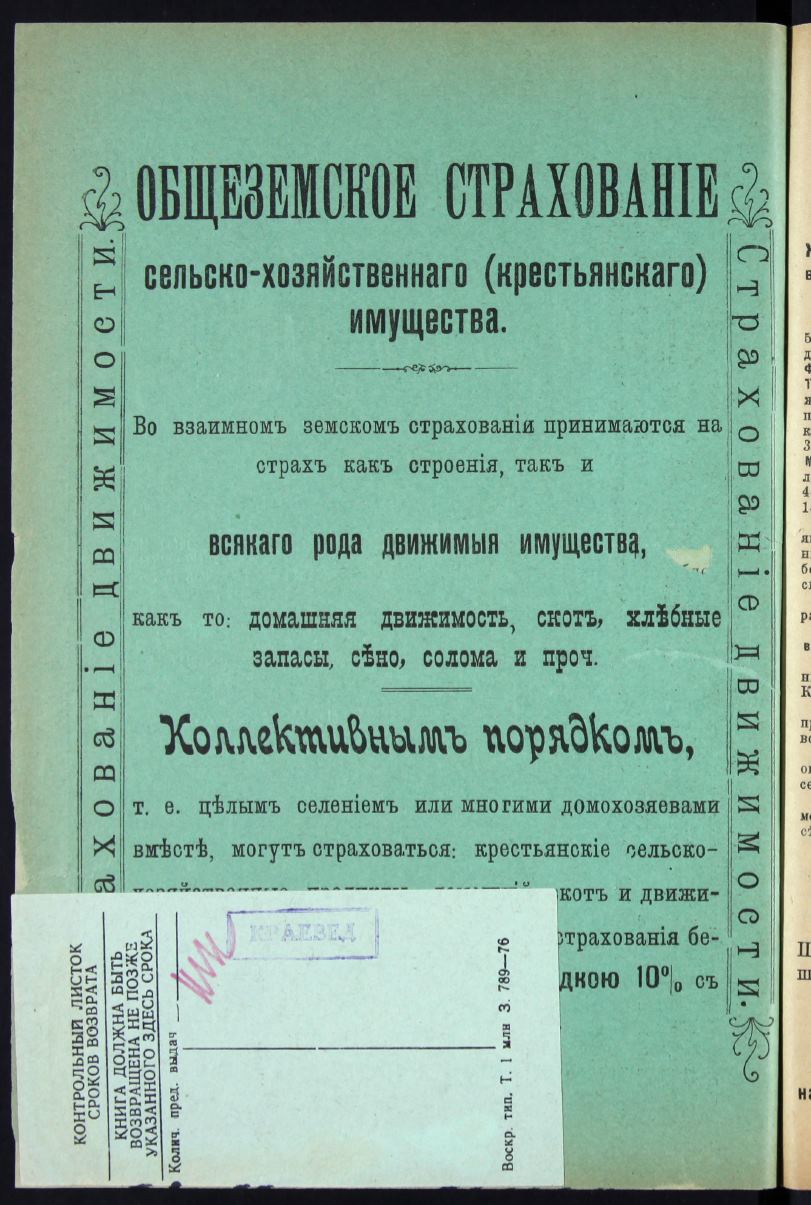 ОБЩЕЗЕМСКОЕ СТРАХОВАНІЕ
сельско-хозяйственнаго (крестьянскаго)
имущества.
Во взаимномъ земскомъ страхованіи принимаются на
страхъ какъ строенія, такъ и
всякаго рода движимыя имущества,
какъ то: домашняя движимость, скотъ, хлѣбные
запасы, сѣно, солома и проч.
Коллективнымъ порядкомъ,
т. е. цѣлымъ селеніемъ или многими домохозяевами
вмѣстѣ, могутъ страховаться: крестьянскіе сельско-
скотъ и движи-
страхованія бе-
дкою 10% съ
ахованіе движимости.
Страхованіе движимости.
КОНТРОЛЬНЫЙ ЛИСТОК
СРОКОВ ВОЗВРАТА
КНИГА ДОЛЖНА БЫТЬ
ВОЗВРАЩЕНА НЕ ПОЗЖЕ
УКАЗАННОГО ЗДЕСЬ СРОКА
Колич. пред. выдач
КРАЕВЕД
Воскр. тип. Т. 1 млн З. 789—76